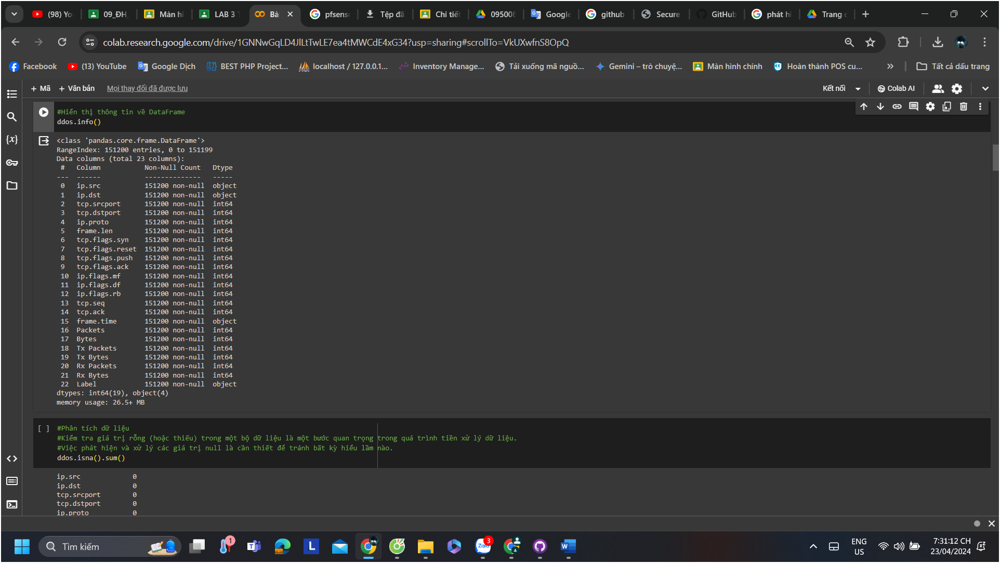 (98) Yo
09_ĐH_
Màn hì
LAB 3
Bài
pfsense
Tệp đã
Chi tiết
095008
Google
github
Secure
GitHub
phát hi
Trang c
colab.research.google.com/drive/1GNNwGqLD4JlLtTwLE7ea4tMWCdE4xG34?usp=sharing#scrollTo=VkUXwfnS8OpQ
Facebook
(13) YouTube
Google Dịch
BEST PHP Project...
localhost / 127.0.0.1...
Inventory Manage...
Tải xuống mã nguồ...
Gemini – trò chuyệ...
Màn hình chính
Hoàn thành POS cu...
Tất cả dấu trang
+ Mã + Văn bản Mọi thay đổi đã được lưu
Kết nối
Colab AI
#Hiển thị thông tin về DataFrame
ddos.info()
<class 'pandas.core.frame.DataFrame'>
RangeIndex: 151200 entries, 0 to 151199
Data columns (total 23 columns):
# Column Non-Null Count Dtype
--- ------ -------------- -----
0 ip.src 151200 non-null object
1 ip.dst 151200 non-null object
2 tcp.srcport 151200 non-null int64
3 tcp.dstport 151200 non-null int64
4 ip.proto 151200 non-null int64
5 frame.len 151200 non-null int64
6 tcp.flags.syn 151200 non-null int64
7 tcp.flags.reset 151200 non-null int64
8 tcp.flags.push 151200 non-null int64
9 tcp.flags.ack 151200 non-null int64
10 ip.flags.mf 151200 non-null int64
11 ip.flags.df 151200 non-null int64
12 ip.flags.rb 151200 non-null int64
13 tcp.seq 151200 non-null int64
14 tcp.ack 151200 non-null int64
15 frame.time 151200 non-null object
16 Packets 151200 non-null int64
17 Bytes 151200 non-null int64
18 Tx Packets 151200 non-null int64
19 Tx Bytes 151200 non-null int64
20 Rx Packets 151200 non-null int64
21 Rx Bytes 151200 non-null int64
22 Label 151200 non-null object
dtypes: int64(19), object(4)
memory usage: 26.5+ MB
[ ] #Phân tích dữ liệu
#Kiểm tra giá trị rỗng (hoặc thiếu) trong một bộ dữ liệu là một bước quan trọng trong quá trình tiền xử lý dữ liệu.
#Việc phát hiện và xử lý các giá trị null là cần thiết để tránh bất kỳ hiểu lầm nào.
ddos.isna().sum()
ip.src 0
ip.dst 0
tcp.srcport 0
tcp.dstport 0
ip.proto 0
Tìm kiếm
1
L
Zalo
3
ENG
US
7:31:12 CH
23/04/2024